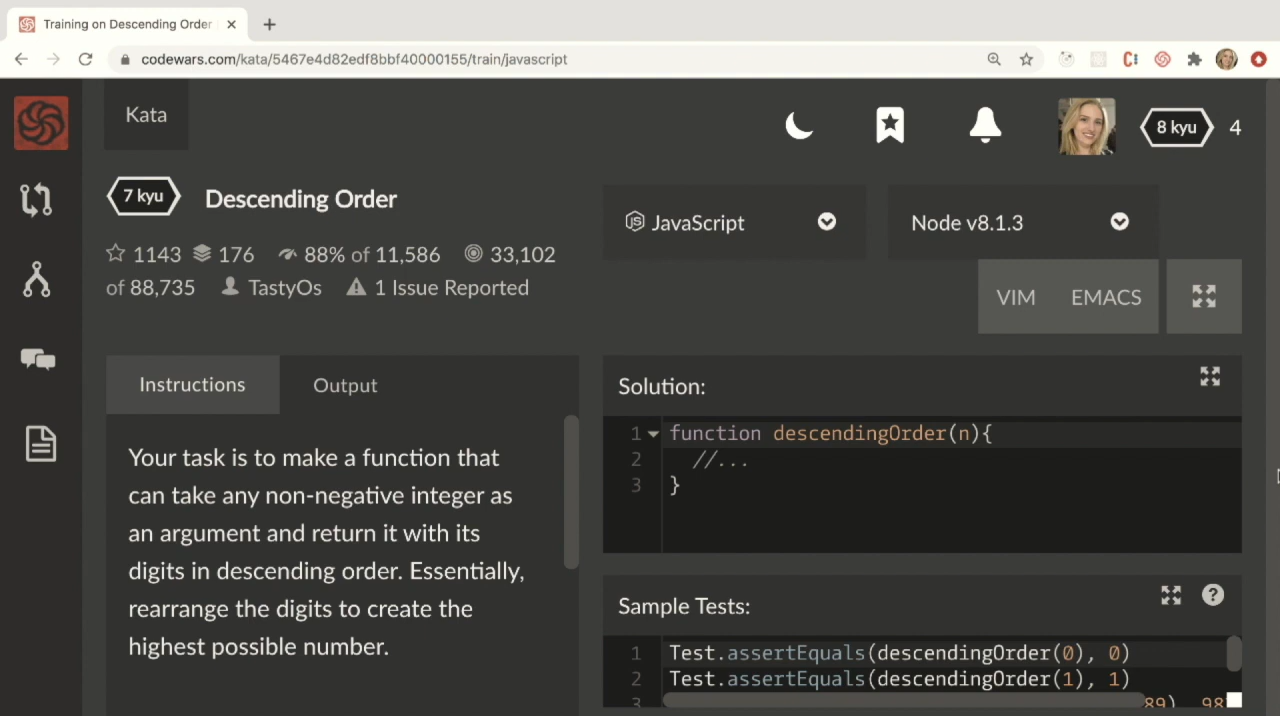 Training on Descending Order
codewars.com/kata/5467e4d82edf8bbf40000155/train/javascript
Kata
8 kyu 4
7 kyu Descending Order
JavaScript
Node v8.1.3
1143 176 88% of 11,586 33,102
of 88,735 TastyOs 1 Issue Reported
VIM EMACS
Instructions Output
Your task is to make a function that
can take any non-negative integer as
an argument and return it with its
digits in descending order. Essentially,
rearrange the digits to create the
highest possible number.
Solution:
1 function descendingOrder(n){
2 //...
3 }
Sample Tests:
1 Test.assertEquals(descendingOrder(0), 0)
2 Test.assertEquals(descendingOrder(1), 1)